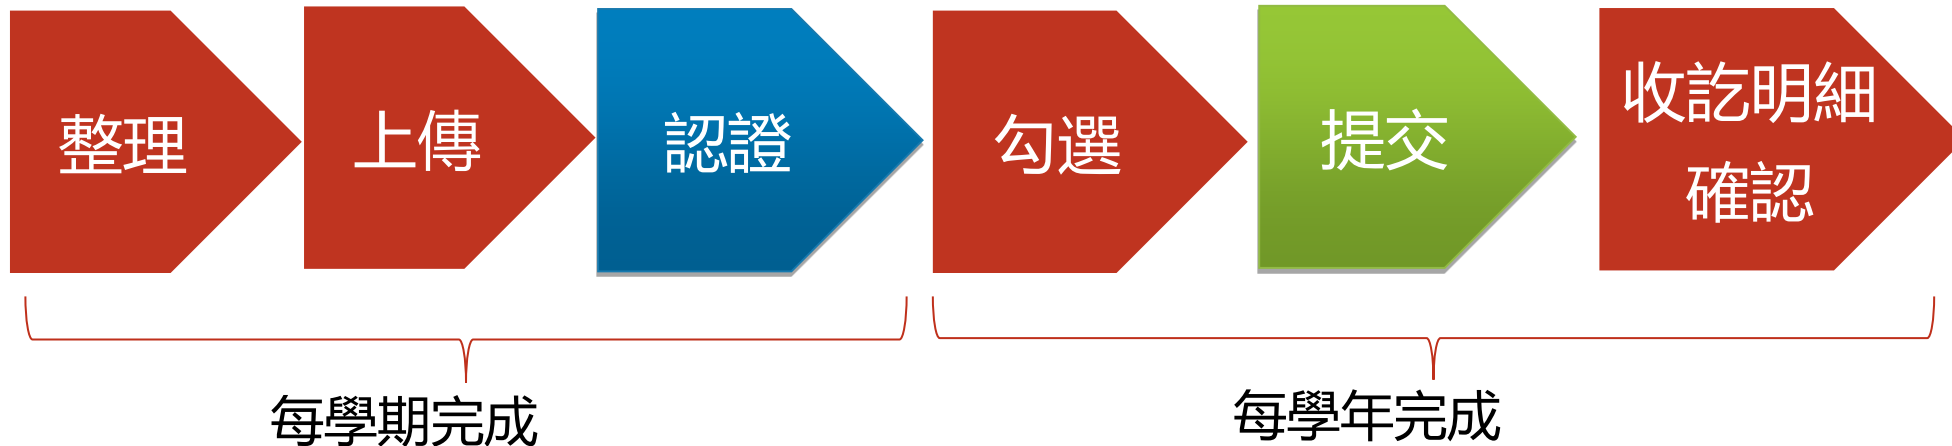 整理
上傳
認證
勾選
提交
收訖明細
確認
每學期完成
每學年完成